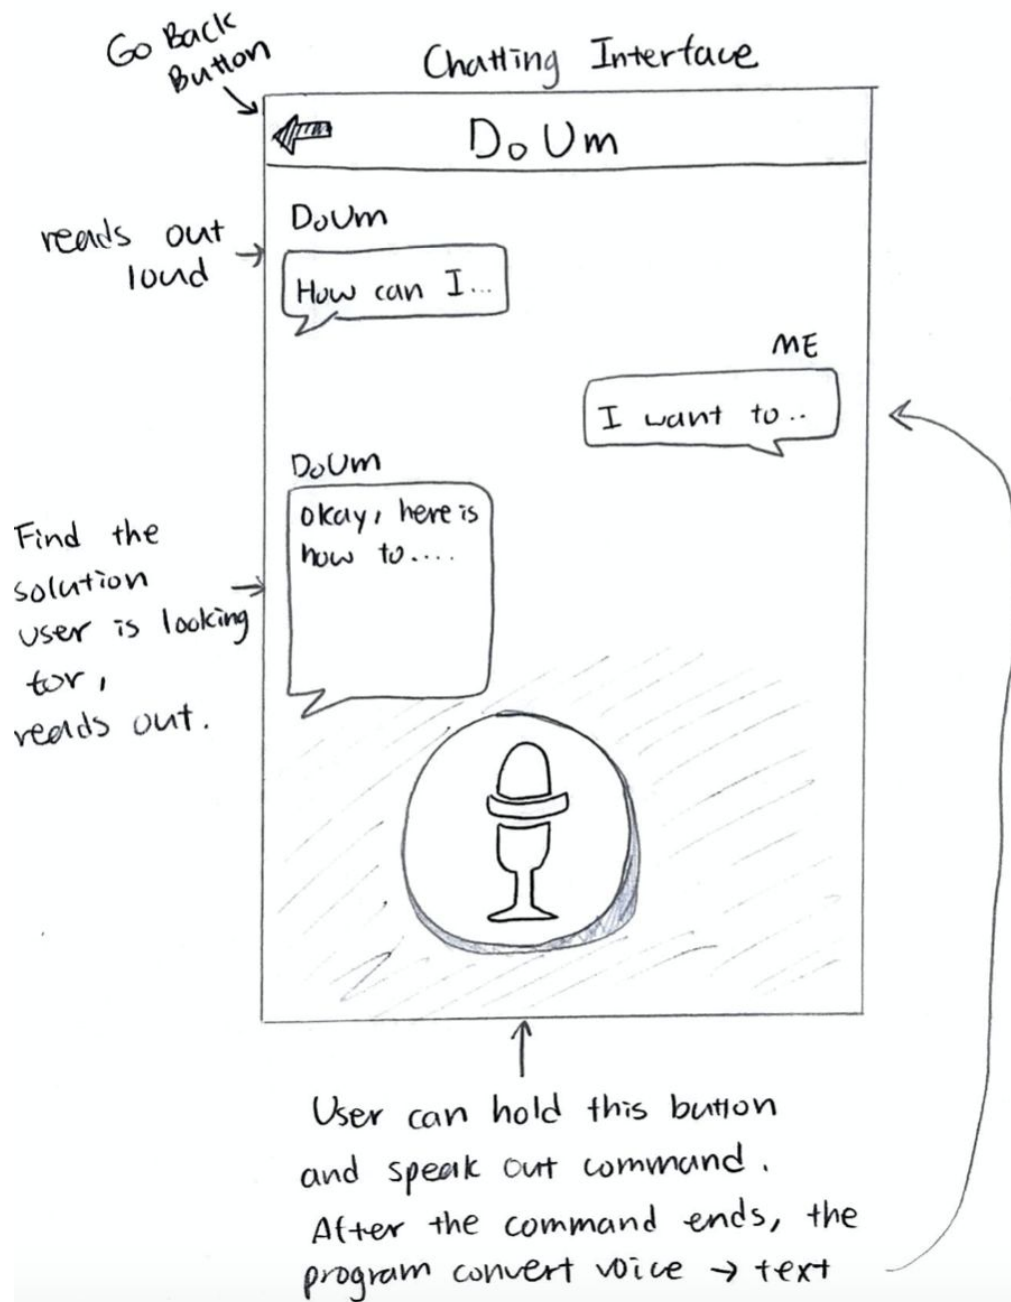 Go Back
Button
Chatting Interface
DoUm
DoUm
reads out
loud
How can I...
ME
I want to..
DoUm
okay, here is
how to....
Find the
solution
user is looking
for,
reads out.
User can hold this button
and speak out command.
After the command ends, the
program convert voice → text